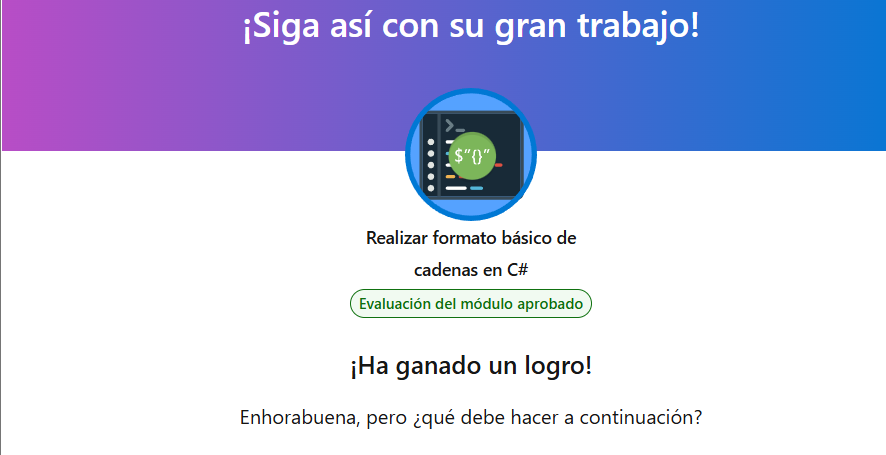 ¡Siga así con su gran trabajo!
$"{}"
Realizar formato básico de
cadenas en C#
Evaluación del módulo aprobado
¡Ha ganado un logro!
Enhorabuena, pero ¿qué debe hacer a continuación?